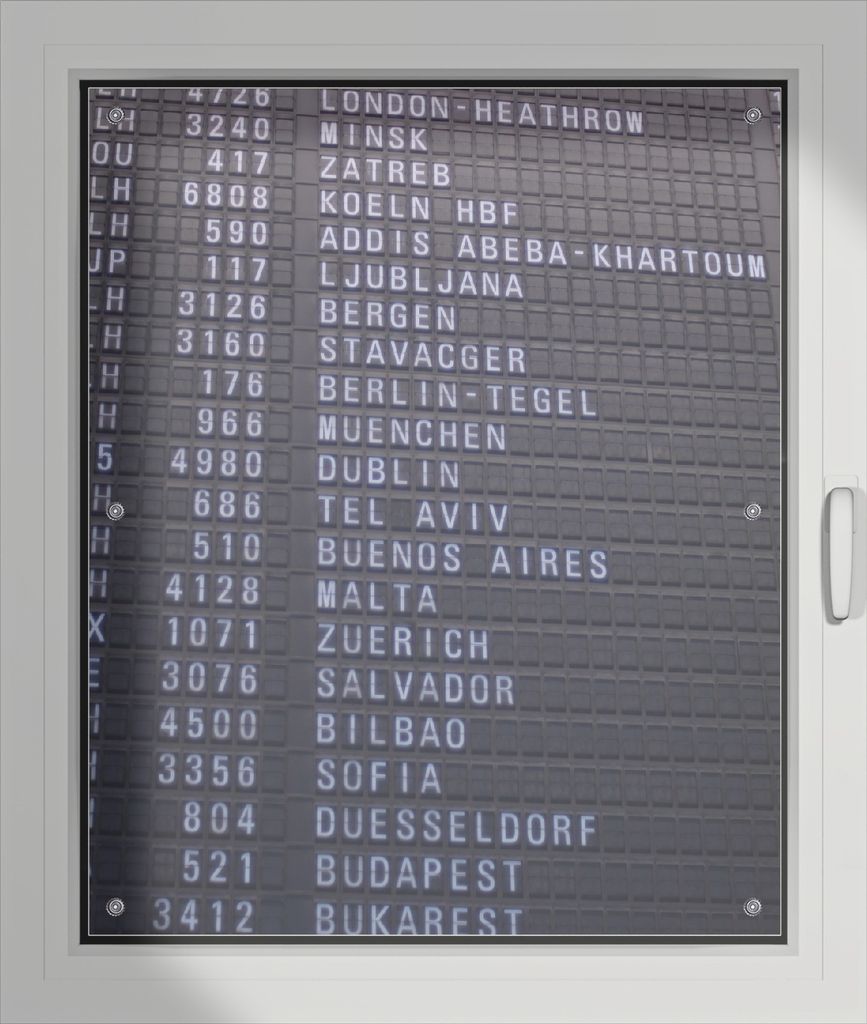 LH 4726 LONDON-HEATHROW
LH 3240 MINSK
OU 417 ZATREB
LH 6808 KOELN HBF
LH 590 ADDIS ABEBA-KHARTOUM
JP 117 LJUBLJANA
LH 3126 BERGEN
LH 3160 STAVACGER
H 176 BERLIN-TEGEL
H 966 MUENCHEN
5 4980 DUBLIN
H 686 TEL AVIV
H 510 BUENOS AIRES
H 4128 MALTA
X 1071 ZUERICH
E 3076 SALVADOR
H 4500 BILBAO
3356 SOFIA
804 DUESSELDORF
521 BUDAPEST
3412 BUKAREST